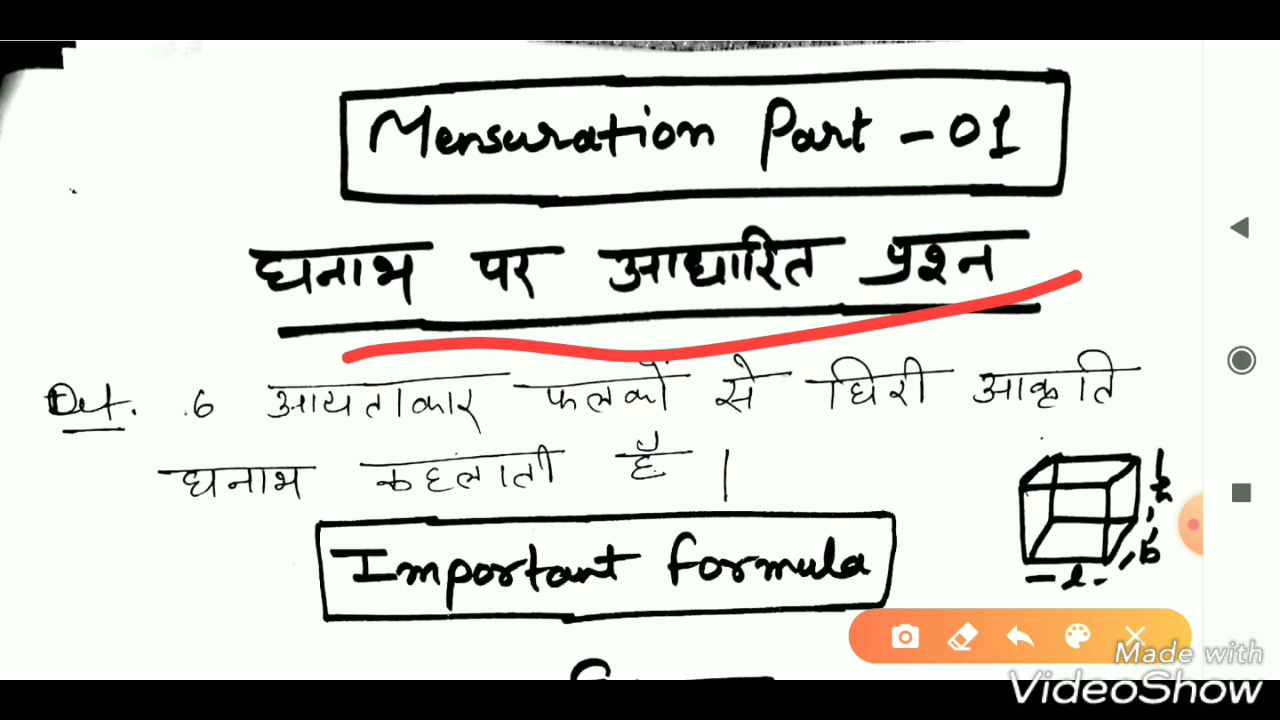 Mensuration Part - 01
घनाभ पर आधारित प्रश्न
Def. 6 आयताकार फलकों से घिरी आकृति
घनाभ कहलाती है।
h
b
l
Important formula
Made with
VideoShow